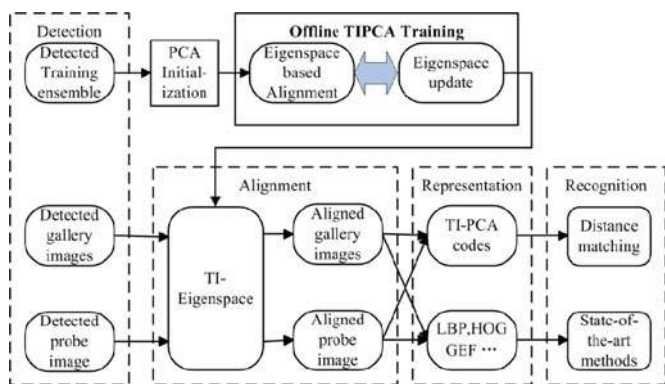 Detection
Detected
Training
ensemble
PCA
Initial-
ization
Offline TIPCA Training
Eigenspace
based
Alignment
Eigenspace
update
Alignment
Representation
Recognition
Detected
gallery
images
TI-
Eigenspace
Aligned
gallery
images
TI-PCA
codes
Distance
matching
Detected
probe
image
Aligned
probe
image
LBP,HOG
GEF ···
State-of-
the-art
methods